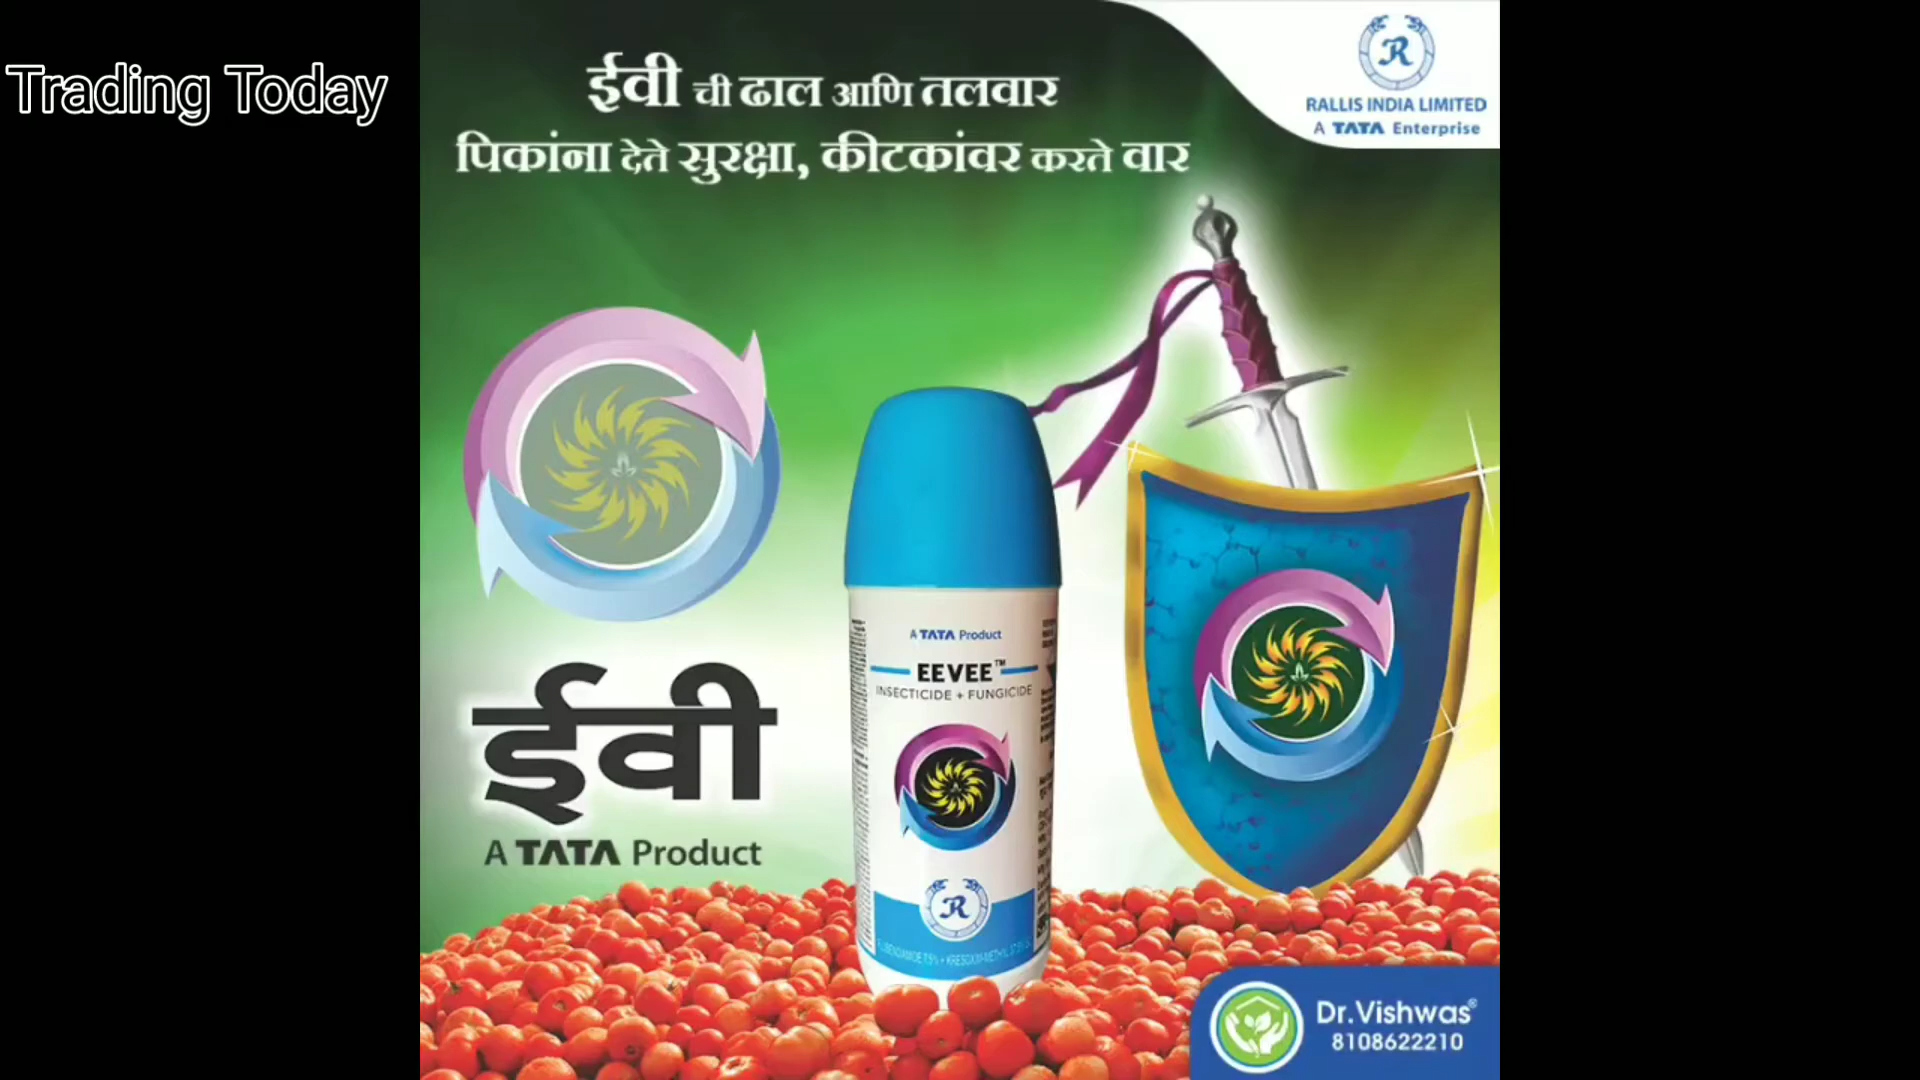 Trading Today
ईवी ची ढाल आणि तलवार
पिकांना देते सुरक्षा, कीटकांवर करते वार
R
RALLIS INDIA LIMITED
A TATA Enterprise
ईवी
A TATA Product
A TATA Product
EEVEE™
INSECTICIDE + FUNGICIDE
R
Dr.Vishwas®
8108622210